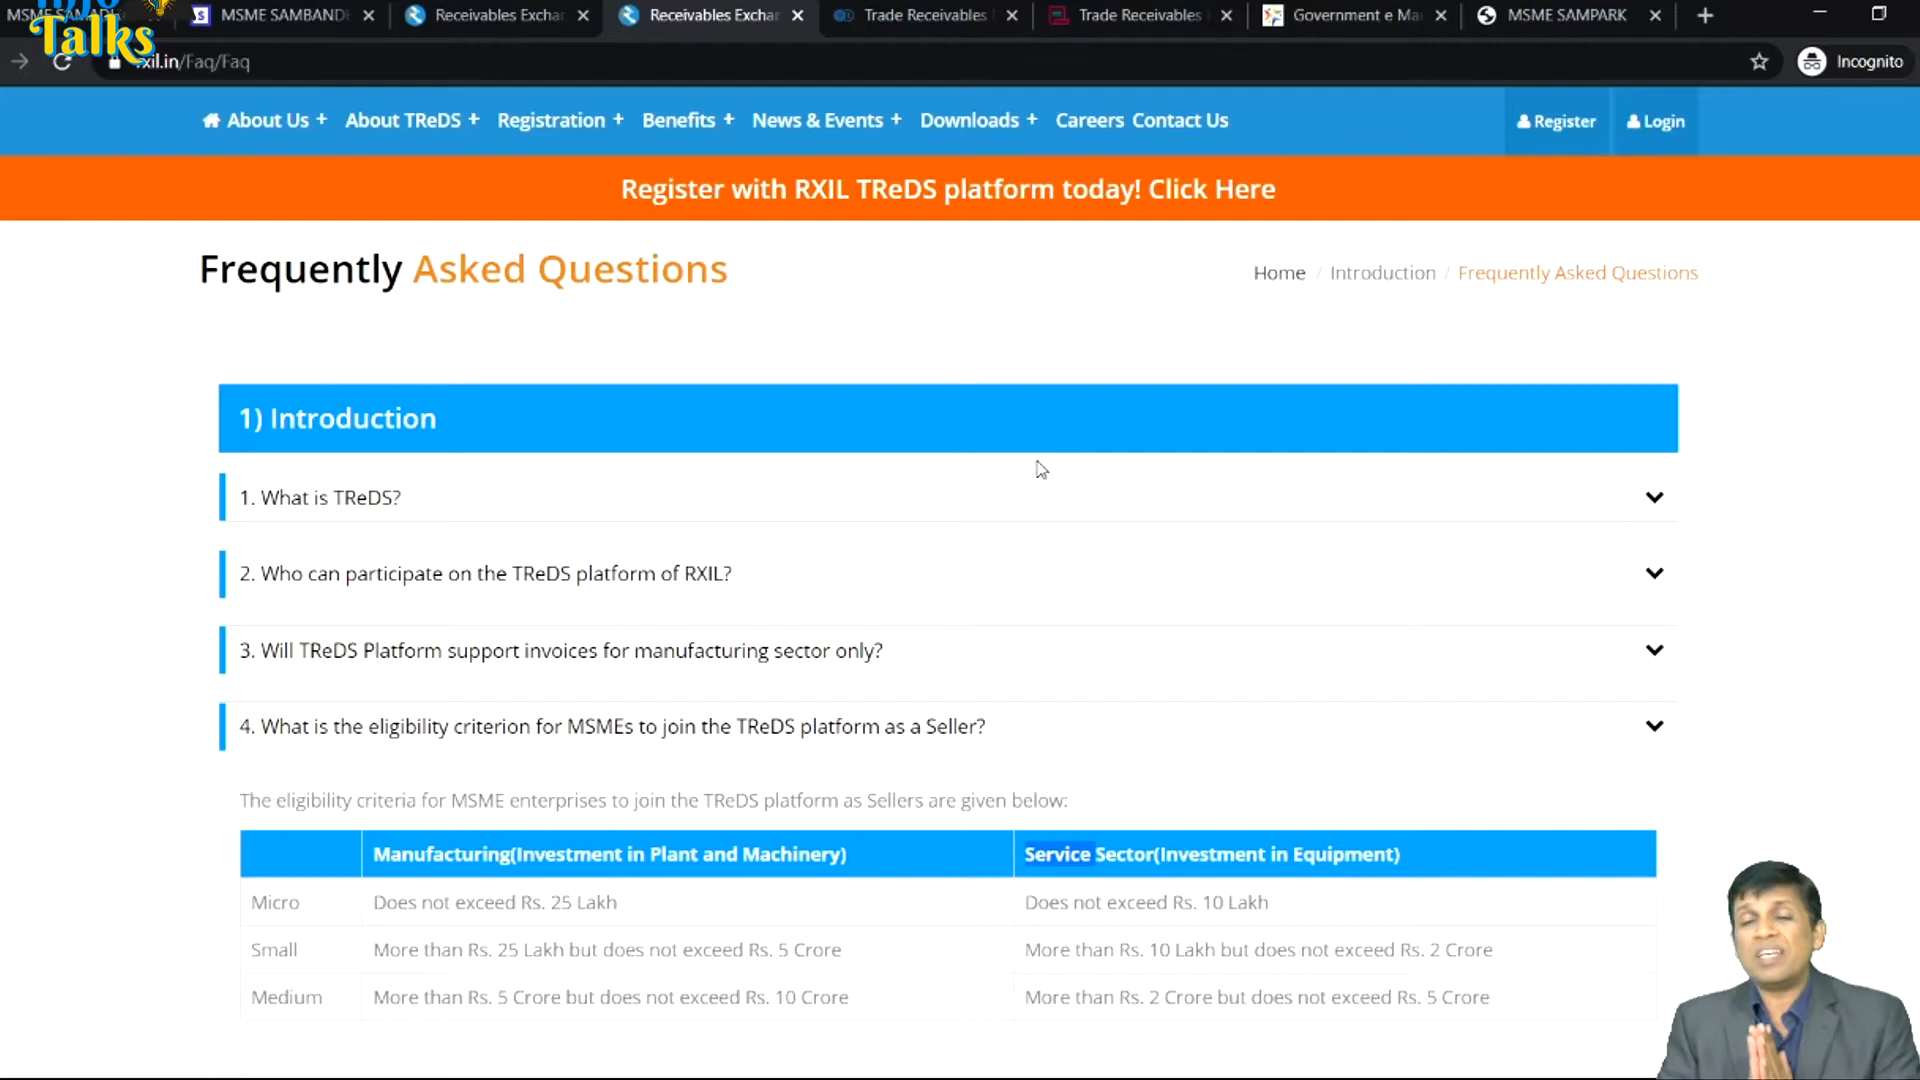 Talks
MSME SAMBAND
Receivables Exchar
Receivables Exchar
Trade Receivables
Trade Receivables
Government e Ma
MSME SAMPARK
rxil.in/Faq/Faq
Incognito
About Us +
About TReDS +
Registration +
Benefits +
News & Events +
Downloads +
Careers
Contact Us
Register
Login
Register with RXIL TReDS platform today! Click Here
Frequently Asked Questions
Home / Introduction / Frequently Asked Questions
1) Introduction
1. What is TReDS?
2. Who can participate on the TReDS platform of RXIL?
3. Will TReDS Platform support invoices for manufacturing sector only?
4. What is the eligibility criterion for MSMEs to join the TReDS platform as a Seller?
The eligibility criteria for MSME enterprises to join the TReDS platform as Sellers are given below:
Manufacturing(Investment in Plant and Machinery) Service Sector(Investment in Equipment)
Micro Does not exceed Rs. 25 Lakh Does not exceed Rs. 10 Lakh
Small More than Rs. 25 Lakh but does not exceed Rs. 5 Crore More than Rs. 10 Lakh but does not exceed Rs. 2 Crore
Medium More than Rs. 5 Crore but does not exceed Rs. 10 Crore More than Rs. 2 Crore but does not exceed Rs. 5 Crore